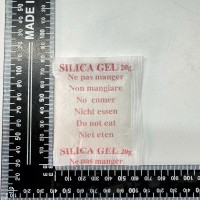 MADE IN
SILICA GEL 20g
Ne pas manger
Non mangiare
No comer
Nicht essen
Do not eat
Niet eten
SILICA GEL 20g
Ne pas manger